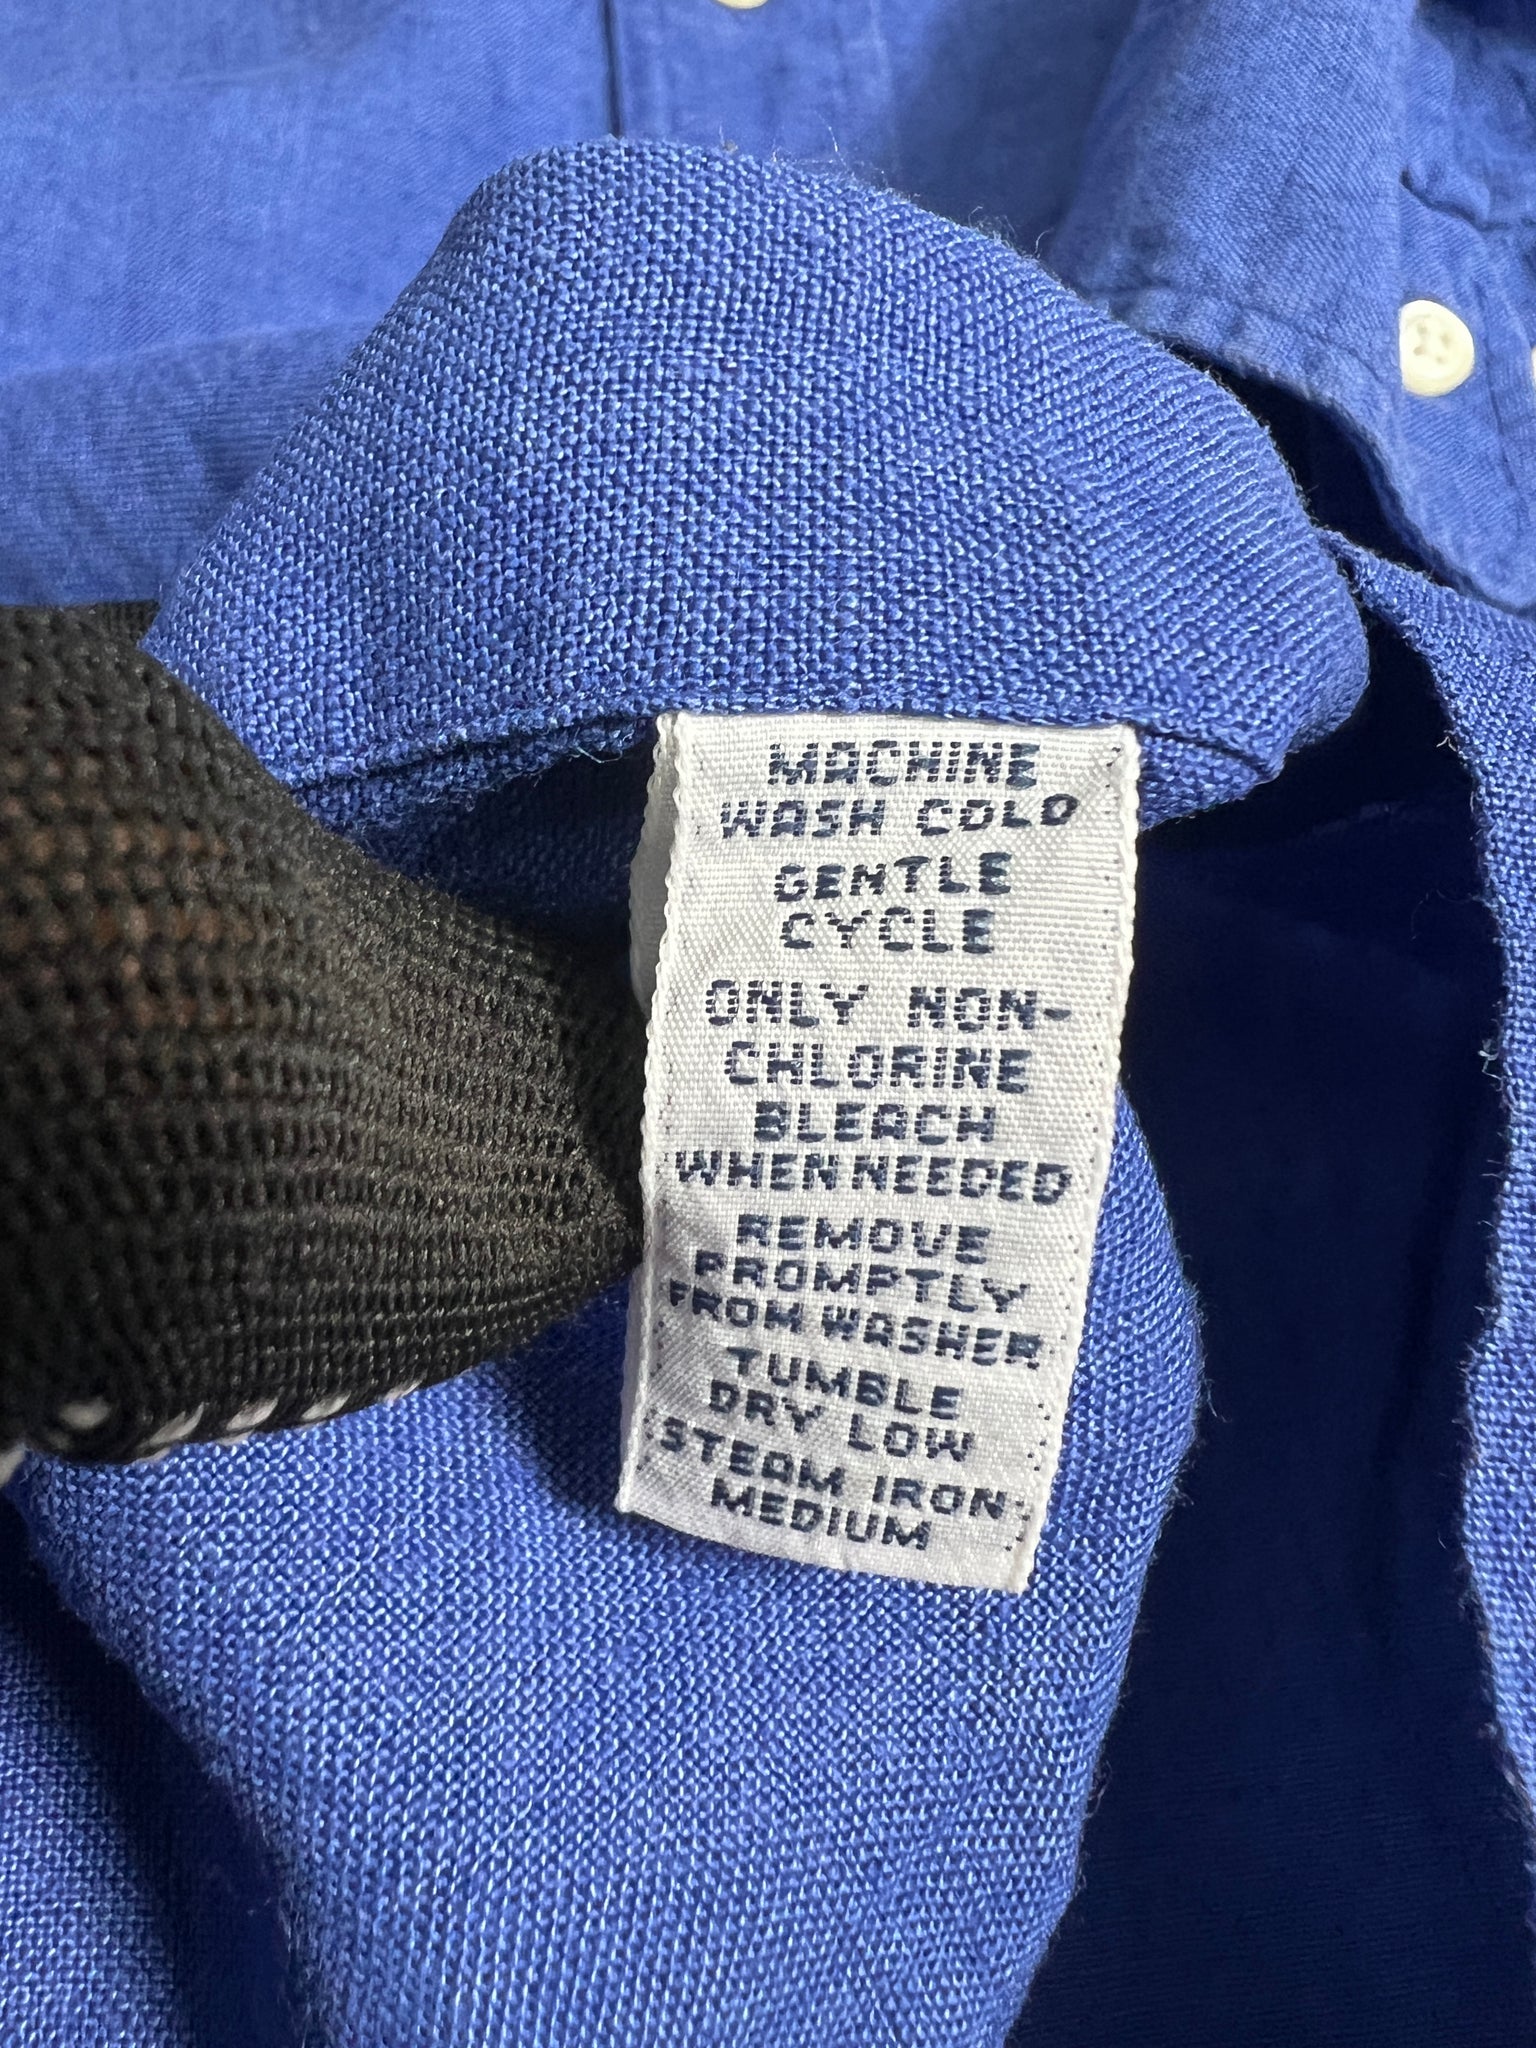 MACHINE
WASH COLD
GENTLE
CYCLE
ONLY NON-
CHLORINE
BLEACH
WHEN NEEDED
REMOVE
PROMPTLY
FROM WASHER
TUMBLE
DRY LOW
STEAM IRON
MEDIUM